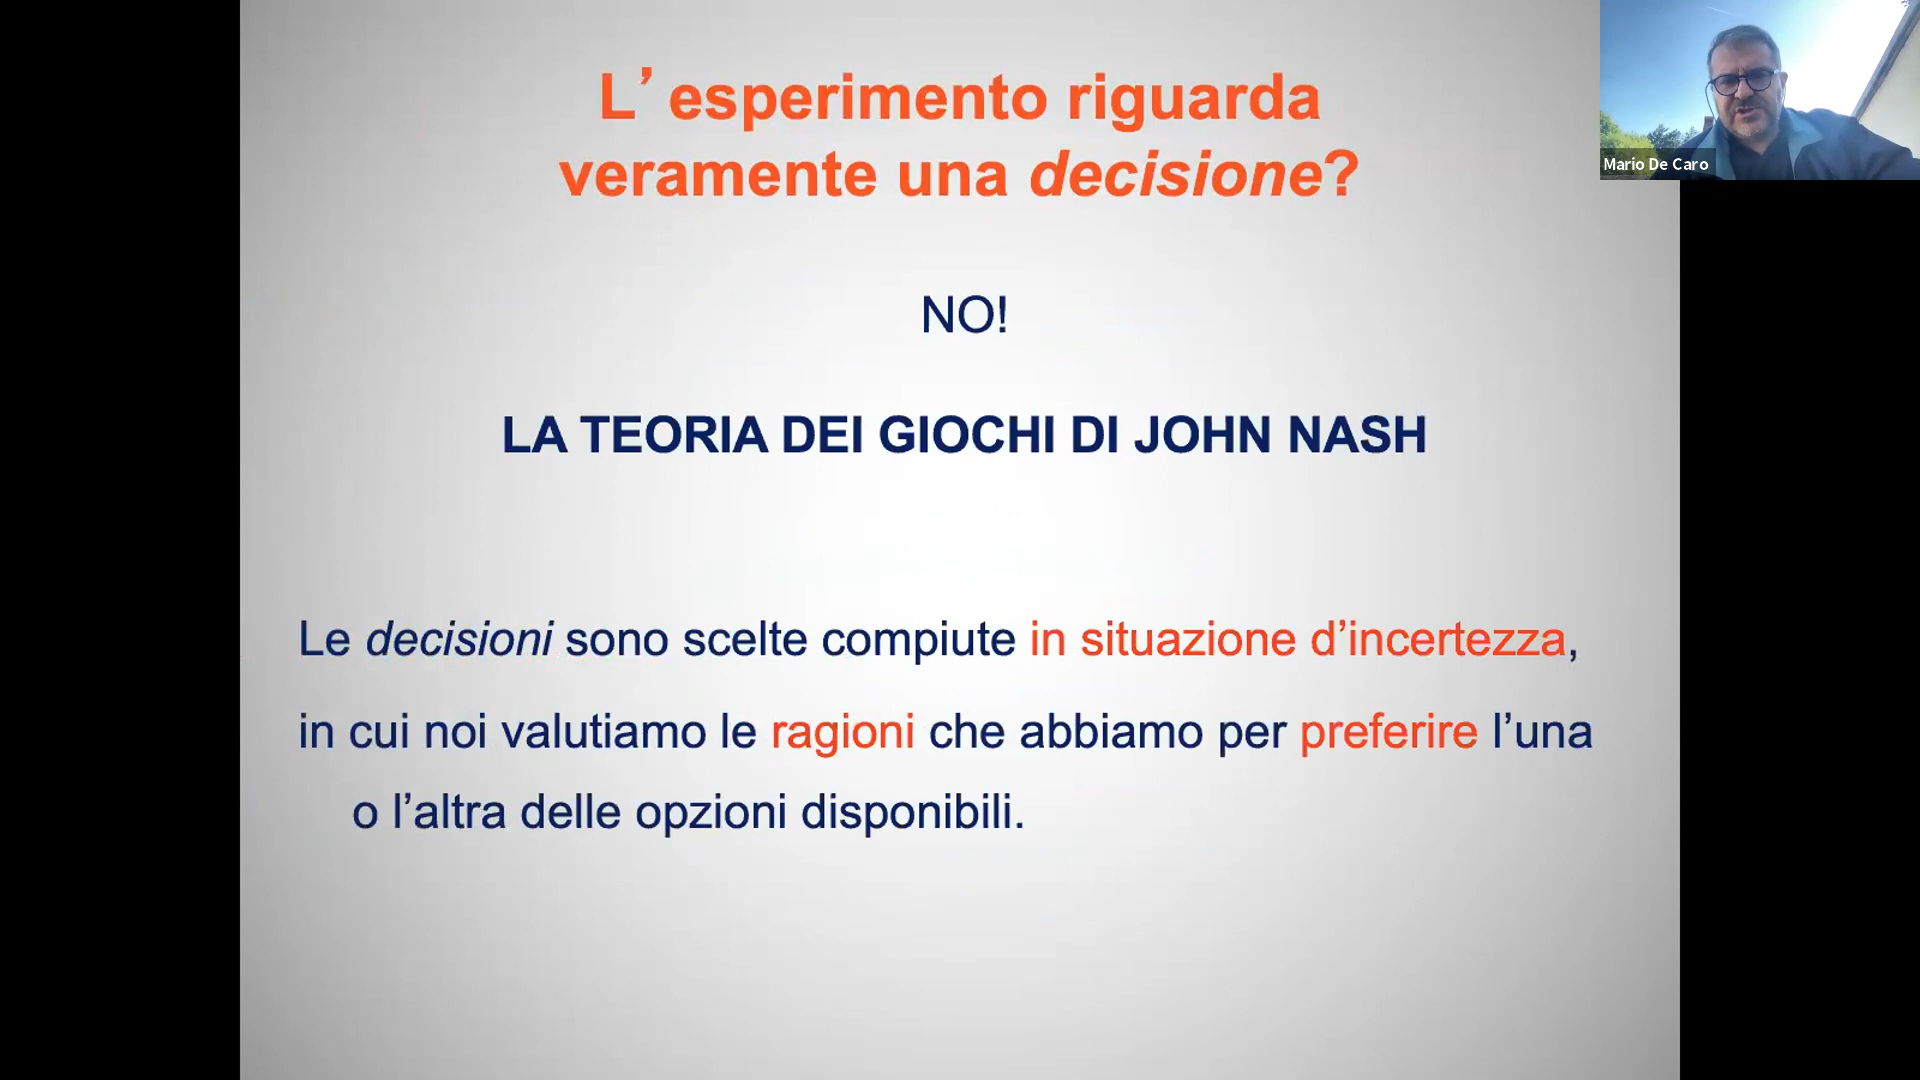 L’ esperimento riguarda
veramente una decisione?
Mario De Caro
NO!
LA TEORIA DEI GIOCHI DI JOHN NASH
Le decisioni sono scelte compiute in situazione d’incertezza,
in cui noi valutiamo le ragioni che abbiamo per preferire l’una
o l’altra delle opzioni disponibili.